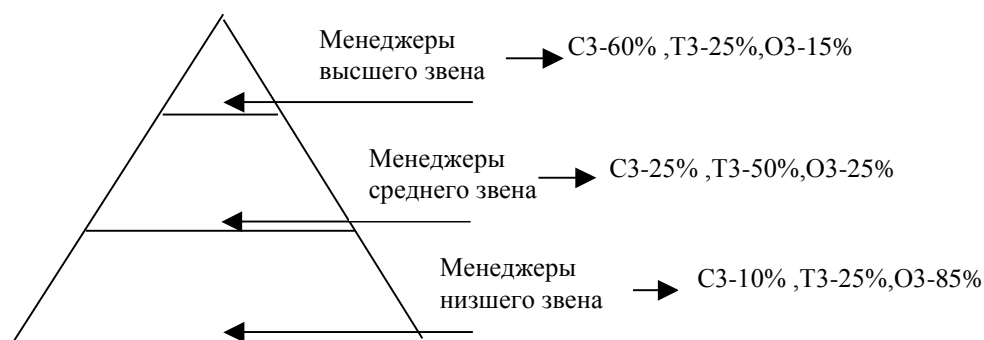 Менеджеры
высшего звена
СЗ-60% ,ТЗ-25%,ОЗ-15%
Менеджеры
среднего звена
СЗ-25% ,ТЗ-50%,ОЗ-25%
Менеджеры
низшего звена
СЗ-10% ,ТЗ-25%,ОЗ-85%